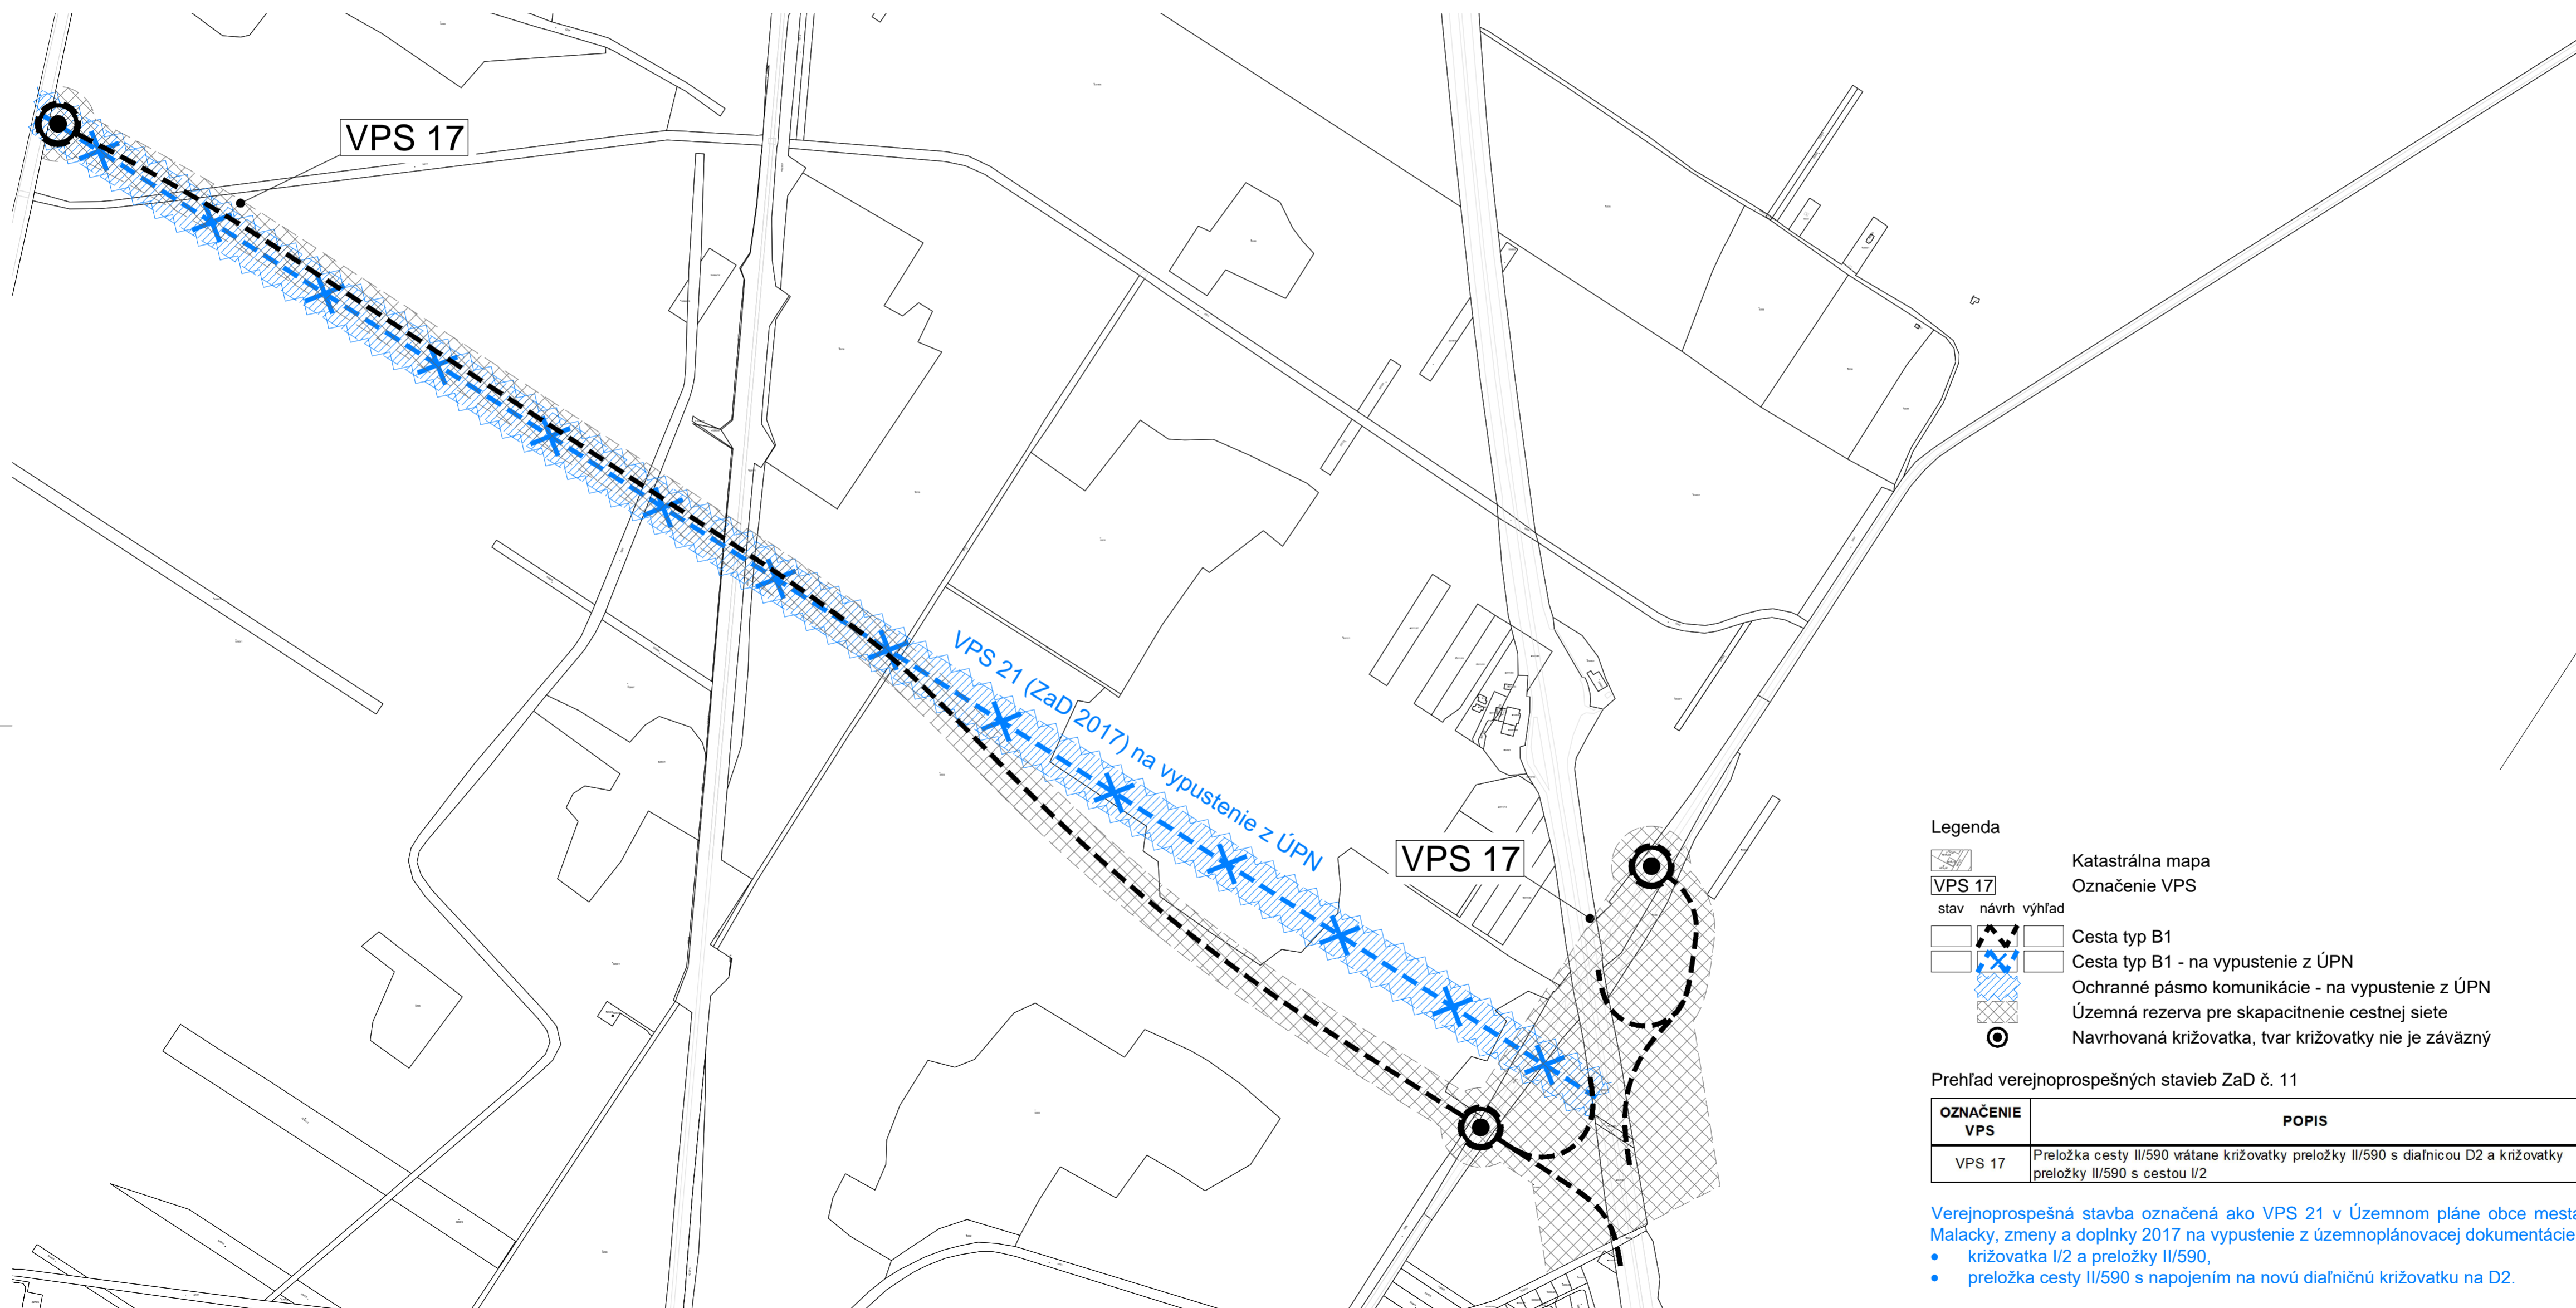 VPS 17
VPS 21 (ZaD 2017) na vypustenie z ÚPN
VPS 17
Legenda
Katastrálna mapa
VPS 17 Označenie VPS
stav návrh výhľad
Cesta typ B1
Cesta typ B1 - na vypustenie z ÚPN
Ochranné pásmo komunikácie - na vypustenie z ÚPN
Územná rezerva pre skapacitnenie cestnej siete
Navrhovaná križovatka, tvar križovatky nie je záväzný
Prehľad verejnoprospešných stavieb ZaD č. 11
OZNAČENIE VPS POPIS
VPS 17 Preložka cesty II/590 vrátane križovatky preložky II/590 s diaľnicou D2 a križovatky
preložky II/590 s cestou I/2
Verejnoprospešná stavba označená ako VPS 21 v Územnom pláne obce mesta
Malacky, zmeny a doplnky 2017 na vypustenie z územnoplánovacej dokumentácie
• križovatka I/2 a preložky II/590,
• preložka cesty II/590 s napojením na novú diaľničnú križovatku na D2.